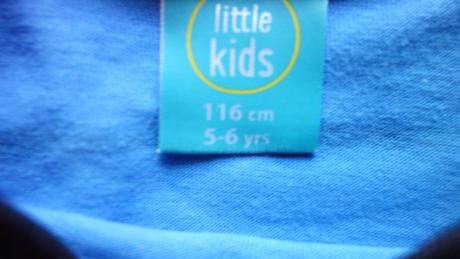 little
kids
116 cm
5-6 yrs